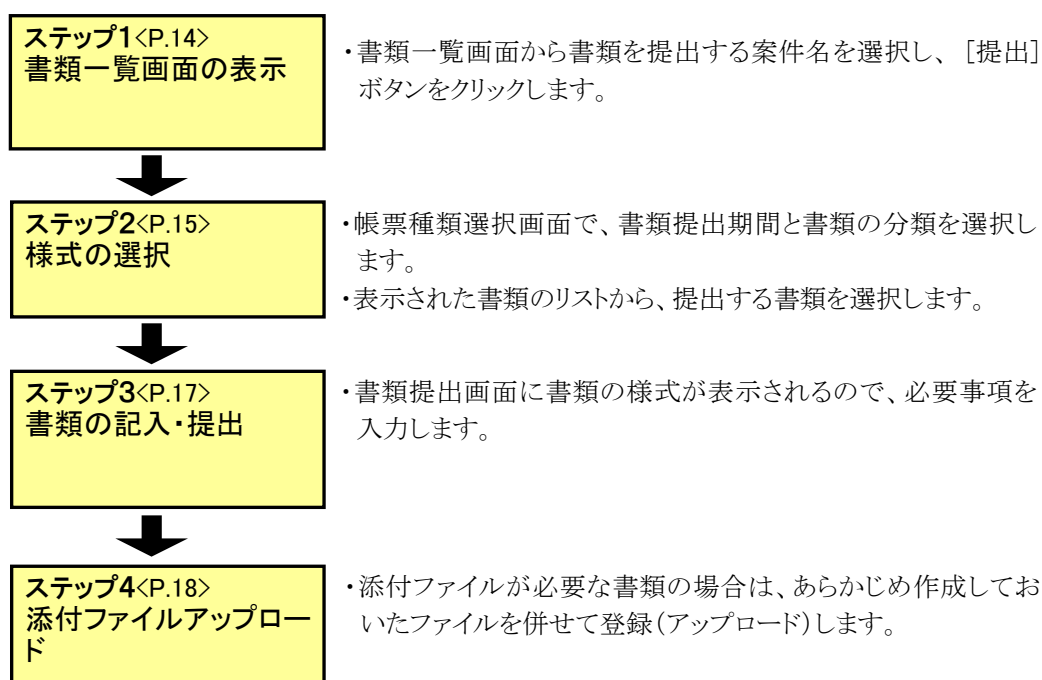 ステップ1<P.14>
書類一覧画面の表示
・書類一覧画面から書類を提出する案件名を選択し、［提出］
ボタンをクリックします。
ステップ2<P.15>
様式の選択
・帳票種類選択画面で、書類提出期間と書類の分類を選択し
ます。
・表示された書類のリストから、提出する書類を選択します。
ステップ3<P.17>
書類の記入・提出
・書類提出画面に書類の様式が表示されるので、必要事項を
入力します。
ステップ4<P.18>
添付ファイルアップロー
ド
・添付ファイルが必要な書類の場合は、あらかじめ作成してお
いたファイルを併せて登録（アップロード）します。